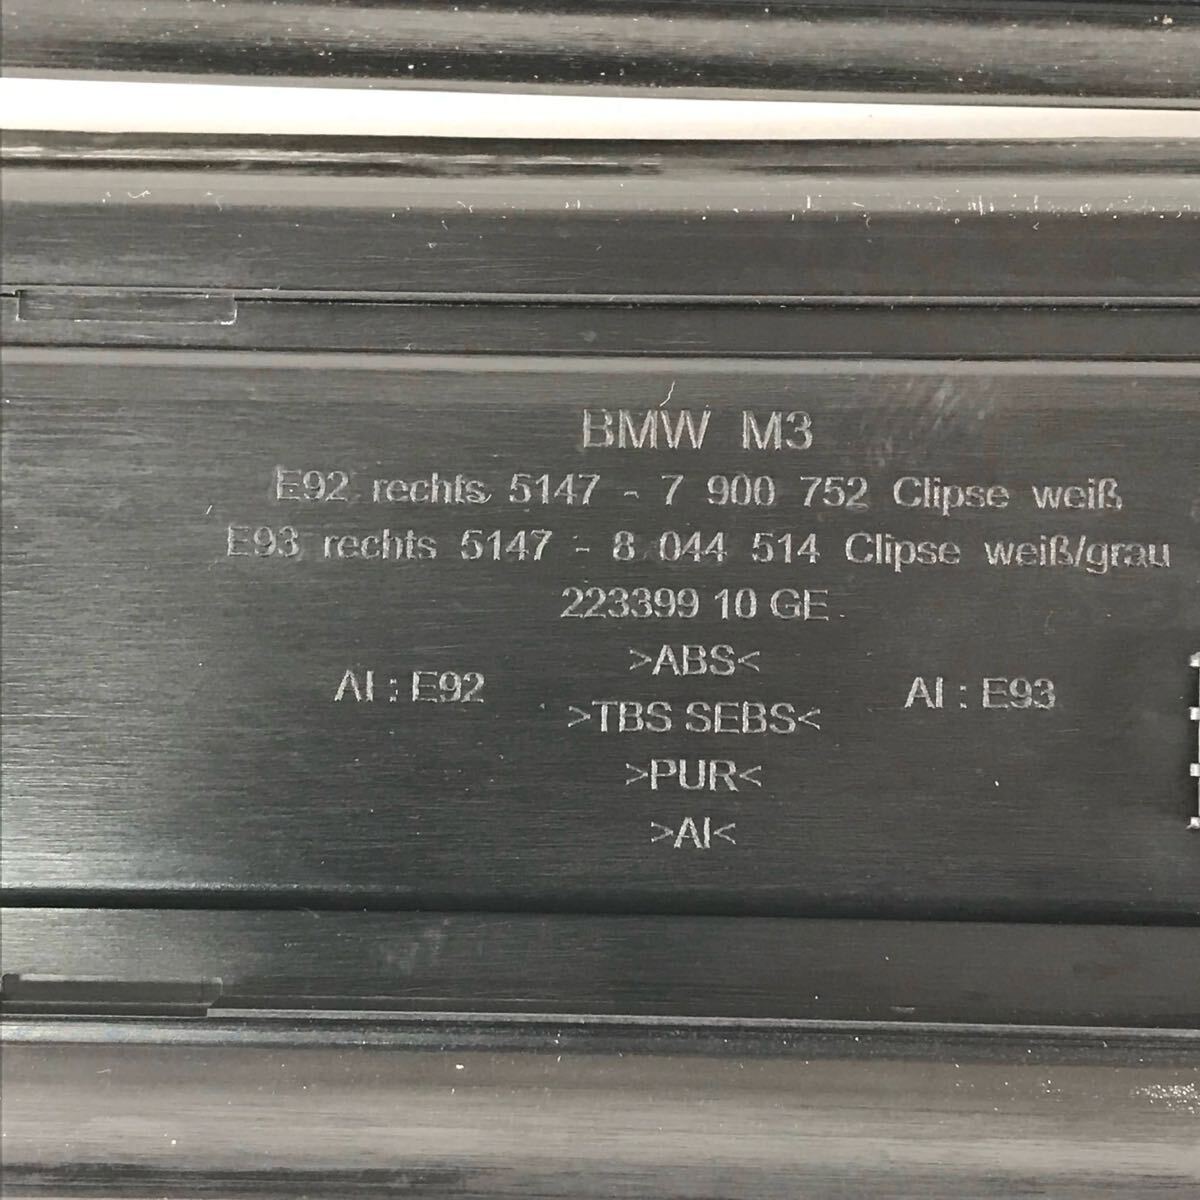 BMW M3
E92 rechts 5147 - 7 900 752 Clipse weiß
E93 rechts 5147 - 8 044 514 Clipse weiß/grau
223399 10 GE
>ABS<
AI : E92
AI : E93
>TBS SEBS<
>PUR<
>AI<